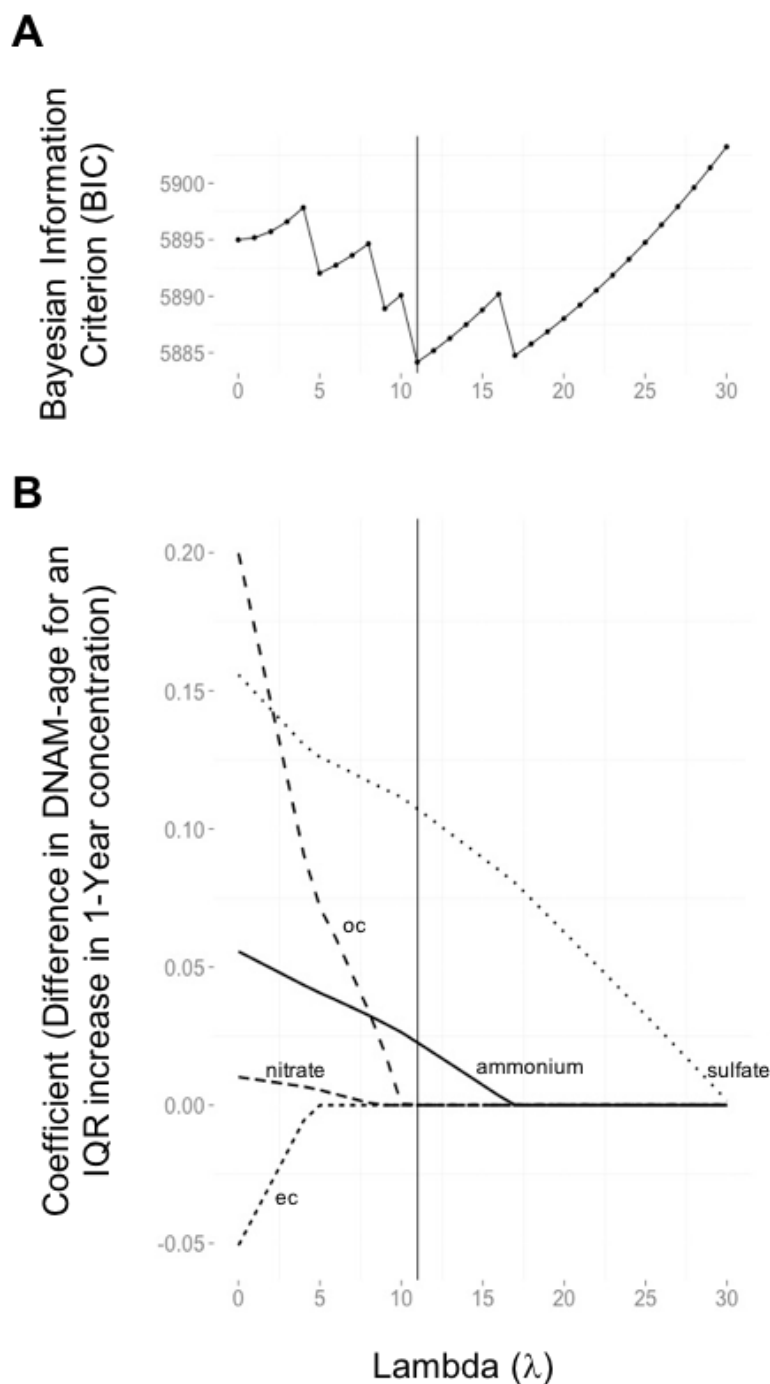 A
Bayesian Information
Criterion (BIC)
5900
5895
5890
5885
0 5 10 15 20 25 30
B
Coefficient (Difference in DNAM-age for an
IQR increase in 1-Year concentration)
0.20
0.15
0.10
0.05
0.00
-0.05
oc
nitrate
ammonium
sulfate
ec
0 5 10 15 20 25 30
Lambda (λ)